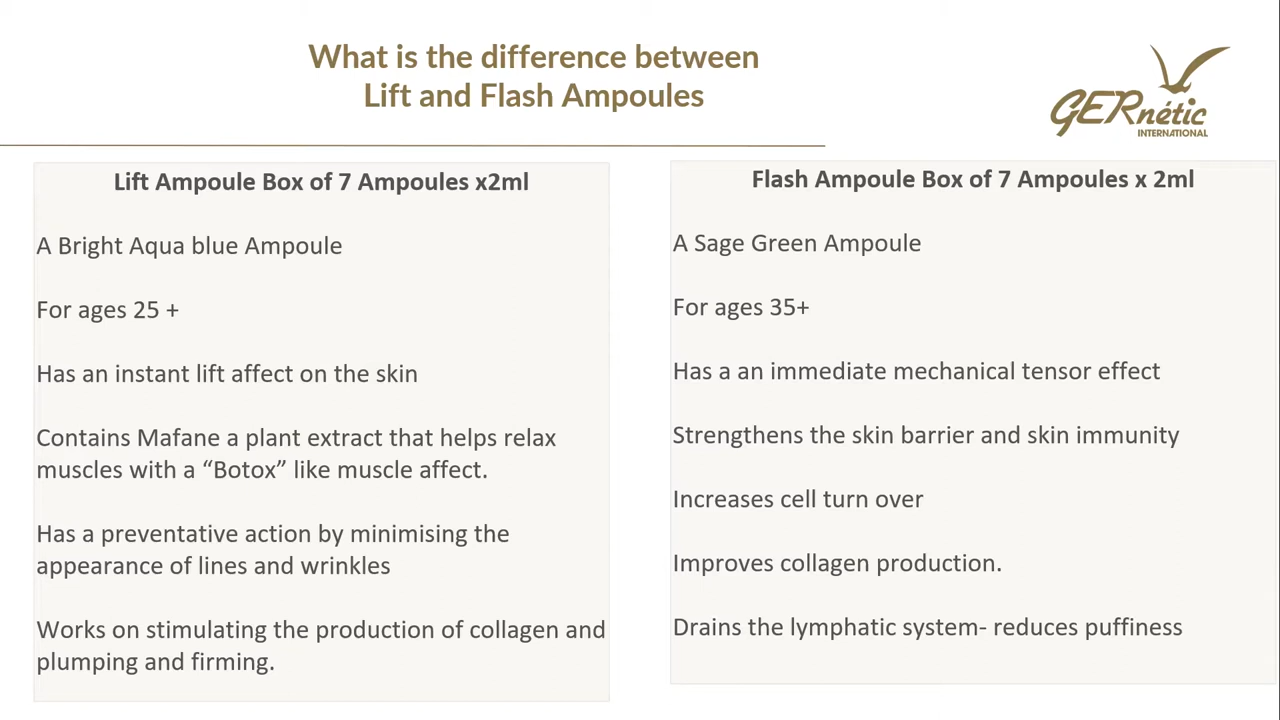 What is the difference between
Lift and Flash Ampoules
GERnétic
INTERNATIONAL
Lift Ampoule Box of 7 Ampoules x2ml
A Bright Aqua blue Ampoule
For ages 25 +
Has an instant lift affect on the skin
Contains Mafane a plant extract that helps relax
muscles with a “Botox” like muscle affect.
Has a preventative action by minimising the
appearance of lines and wrinkles
Works on stimulating the production of collagen and
plumping and firming.
Flash Ampoule Box of 7 Ampoules x 2ml
A Sage Green Ampoule
For ages 35+
Has a an immediate mechanical tensor effect
Strengthens the skin barrier and skin immunity
Increases cell turn over
Improves collagen production.
Drains the lymphatic system- reduces puffiness